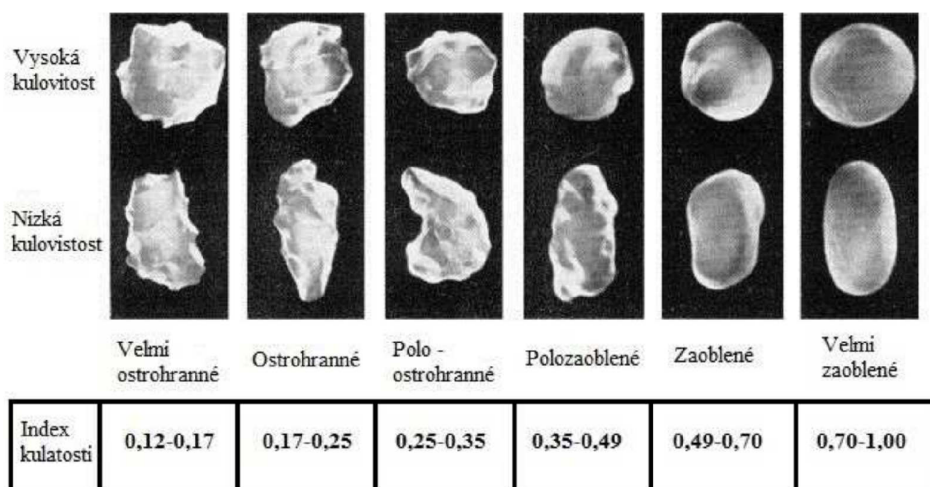 Vysoká
kulovitost
Nízká
kulovistost
Velmi
ostrohranné
Ostrohranné
Polo -
ostrohranné
Polozaoblené
Zaoblené
Velmi
zaoblené
Index
kulatosti
0,12-0,17
0,17-0,25
0,25-0,35
0,35-0,49
0,49-0,70
0,70-1,00